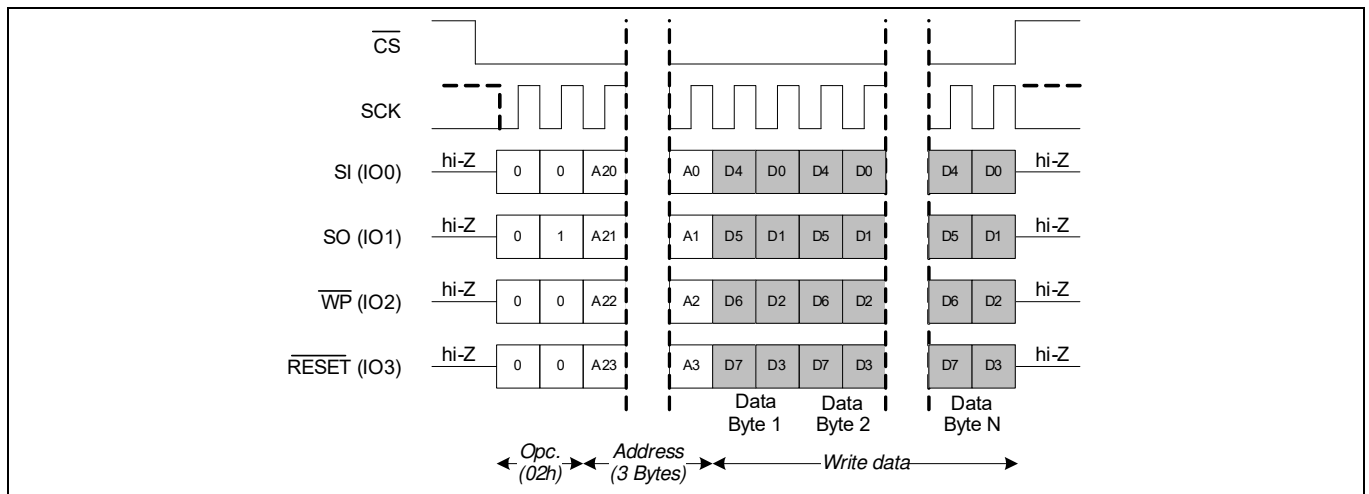 CS
SCK
SI (IO0) hi-Z 0 0 A20 A0 D4 D0 D4 D0 D4 D0 hi-Z
SO (IO1) hi-Z 0 1 A21 A1 D5 D1 D5 D1 D5 D1 hi-Z
WP (IO2) hi-Z 0 0 A22 A2 D6 D2 D6 D2 D6 D2 hi-Z
RESET (IO3) hi-Z 0 0 A23 A3 D7 D3 D7 D3 D7 D3 hi-Z
Data Data Data
Byte 1 Byte 2 Byte N
Opc. Address Write data
(02h) (3 Bytes)